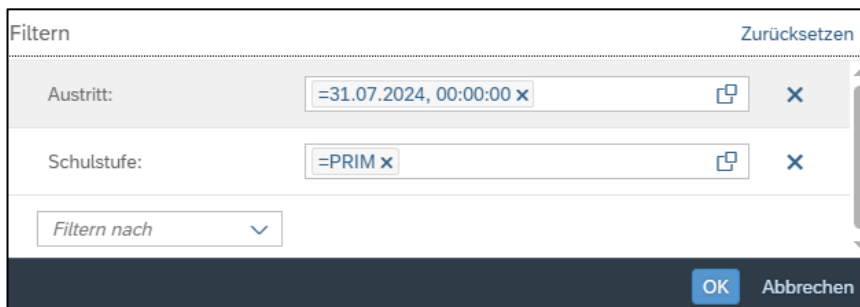 Filtern Zurücksetzen
Austritt: =31.07.2024, 00:00:00
Schulstufe: =PRIM
Filtern nach
OK Abbrechen